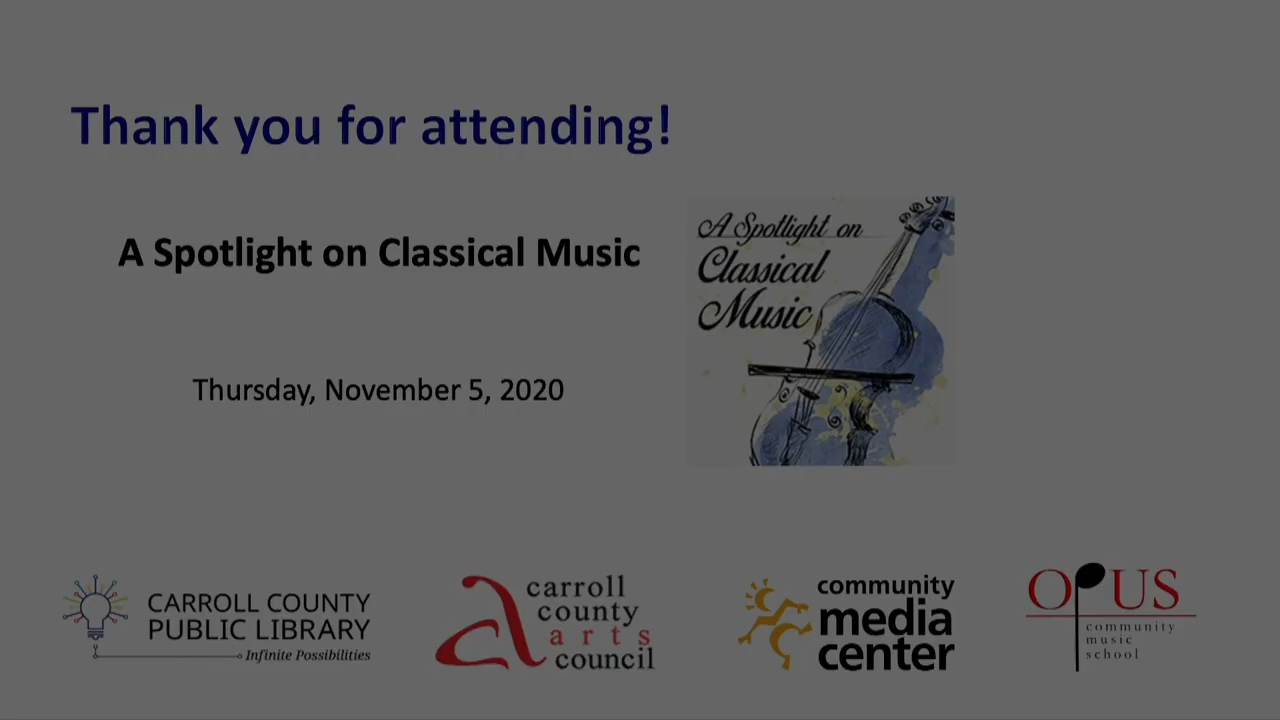 Thank you for attending!
A Spotlight on Classical Music
A Spotlight on
Classical
Music
Thursday, November 5, 2020
CARROLL COUNTY
PUBLIC LIBRARY
Infinite Possibilities
carroll
county
arts
council
community
media
center
OPUS
community
music
school